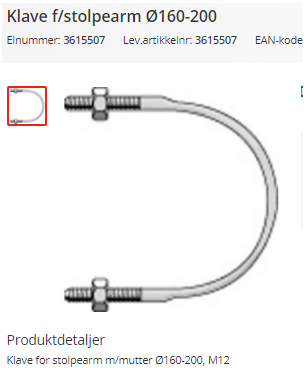 Klave f/stolpearm Ø160-200
Elnummer: 3615507 Lev.artikkelnr: 3615507 EAN-kode
Produktdetaljer
Klave for stolpearm m/mutter Ø160-200, M12